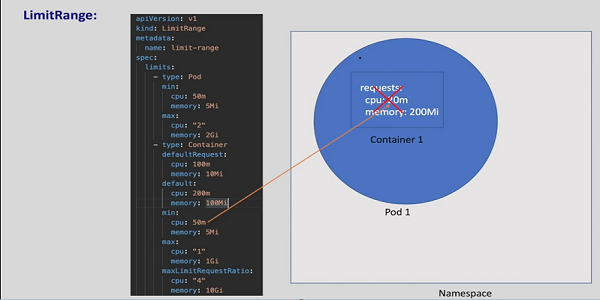 LimitRange:
apiVersion: v1
kind: LimitRange
metadata:
name: limit-range
spec:
limits:
- type: Pod
min:
cpu: 50m
memory: 5Mi
max:
cpu: "2"
memory: 2Gi
- type: Container
defaultRequest:
cpu: 100m
memory: 10Mi
default:
cpu: 200m
memory: 100Mi
min:
cpu: 50m
memory: 5Mi
max:
cpu: "1"
memory: 1Gi
maxLimitRequestRatio:
cpu: "4"
memory: 10Gi
requests:
cpu: 20m
memory: 200Mi
Container 1
Pod 1
Namespace